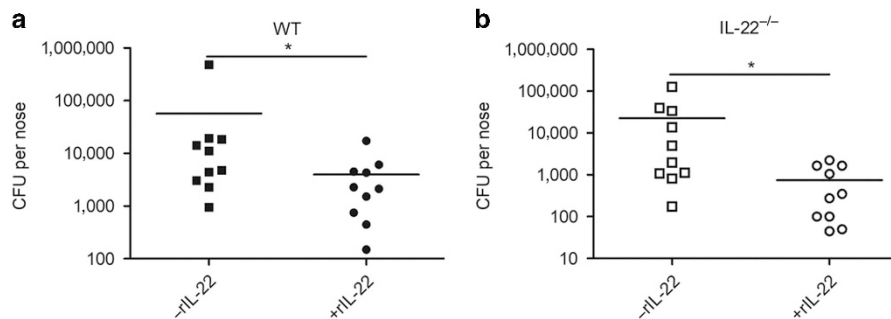 a
WT
*
1,000,000
100,000
10,000
1,000
100
CFU per nose
–rIL-22
+rIL-22
b
IL-22–/–
*
1,000,000
100,000
10,000
1,000
100
10
CFU per nose
–rIL-22
+rIL-22